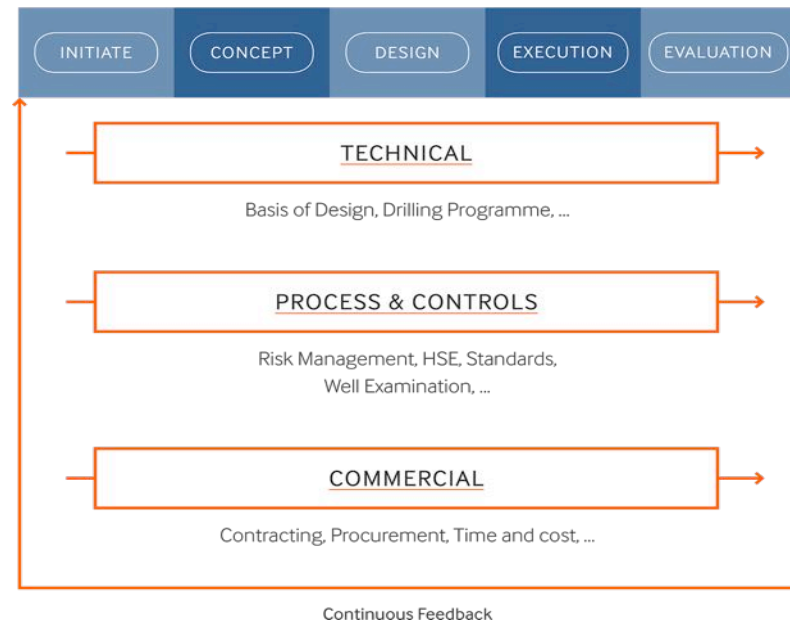 INITIATE
CONCEPT
DESIGN
EXECUTION
EVALUATION
TECHNICAL
Basis of Design, Drilling Programme, ...
PROCESS & CONTROLS
Risk Management, HSE, Standards,
Well Examination, ...
COMMERCIAL
Contracting, Procurement, Time and cost, ...
Continuous Feedback